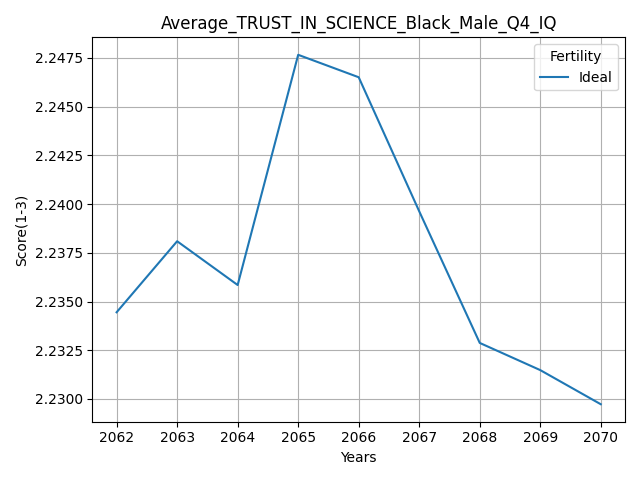 Average_TRUST_IN_SCIENCE_Black_Male_Q4_IQ
Fertility
Ideal
Score(1-3)
2.2475
2.2450
2.2425
2.2400
2.2375
2.2350
2.2325
2.2300
2062 2063 2064 2065 2066 2067 2068 2069 2070
Years